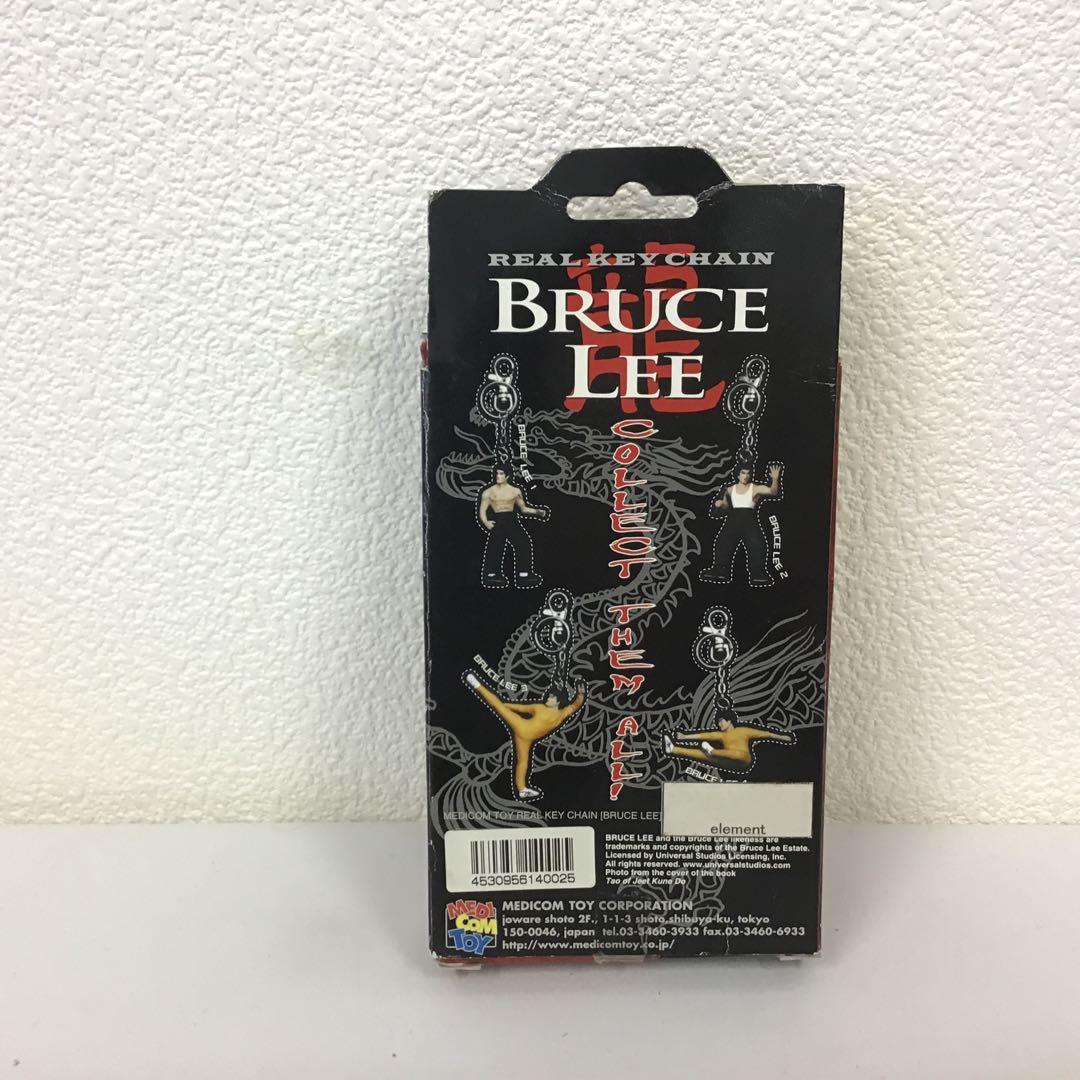 REAL KEY CHAIN
龍
BRUCE
LEE
COLLECT THEM ALL!
BRUCE LEE 1
BRUCE LEE 2
BRUCE LEE 3
BRUCE LEE
MEDICOM TOY REAL KEY CHAIN [BRUCE LEE]
element
4530956140025
BRUCE LEE and the Bruce Lee likeness are
trademarks and copyrights of the Bruce Lee Estate.
Licensed by Universal Studios Licensing, Inc.
All rights reserved. www.universalstudios.com
Photo from the cover of the book
Tao of Jeet Kune Do
MEDI
COM
TOY
MEDICOM TOY CORPORATION
joware shoto 2F., 1-1-3 shoto,shibuya-ku, tokyo
150-0046, japan tel.03-3460-3933 fax.03-3460-6933
http://www.medicomtoy.co.jp/